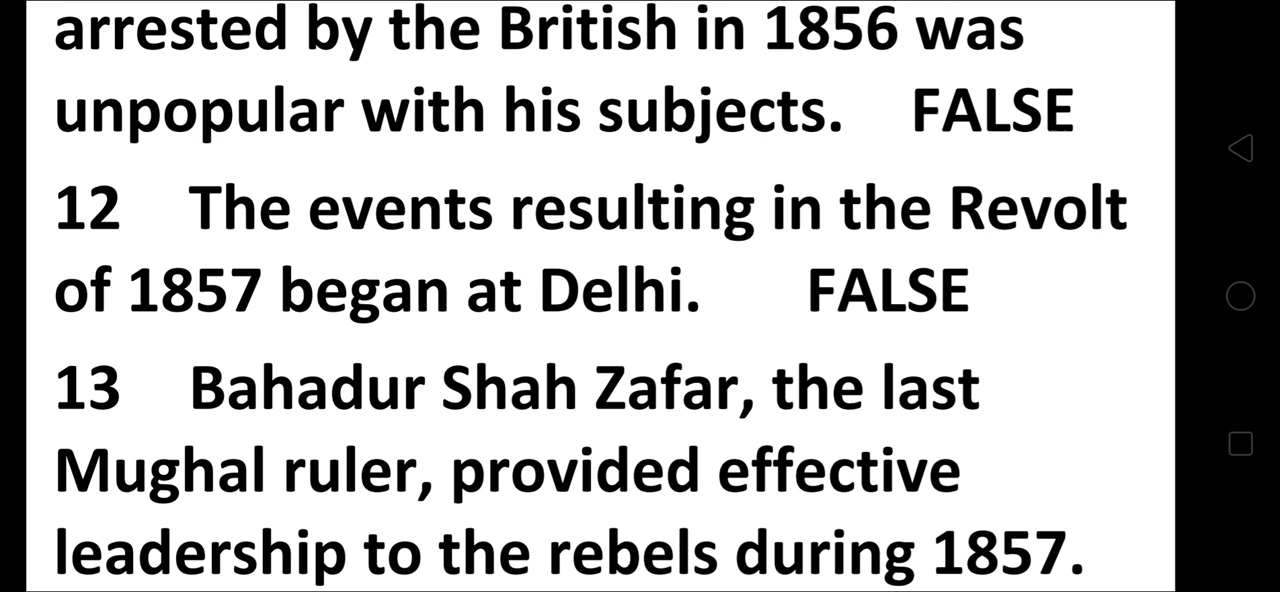 arrested by the British in 1856 was
unpopular with his subjects. FALSE
12 The events resulting in the Revolt
of 1857 began at Delhi. FALSE
13 Bahadur Shah Zafar, the last
Mughal ruler, provided effective
leadership to the rebels during 1857.